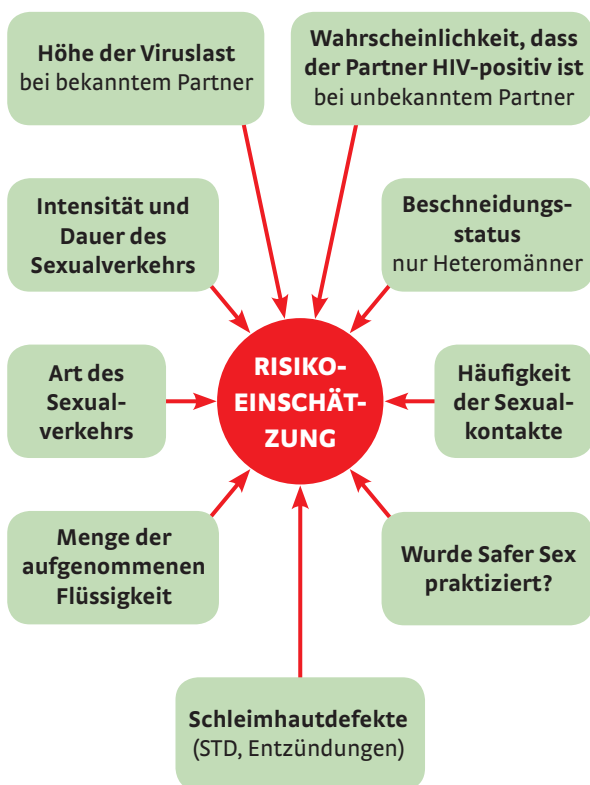 Höhe der Viruslast
bei bekanntem Partner
Wahrscheinlichkeit, dass
der Partner HIV-positiv ist
bei unbekanntem Partner
Intensität und
Dauer des
Sexualverkehrs
Beschneidungs-
status
nur Heteromänner
RISIKO-
EINSCHÄT-
ZUNG
Art des
Sexual-
verkehrs
Häufigkeit
der Sexual-
kontakte
Menge der
aufgenommenen
Flüssigkeit
Wurde Safer Sex
praktiziert?
Schleimhautdefekte
(STD, Entzündungen)